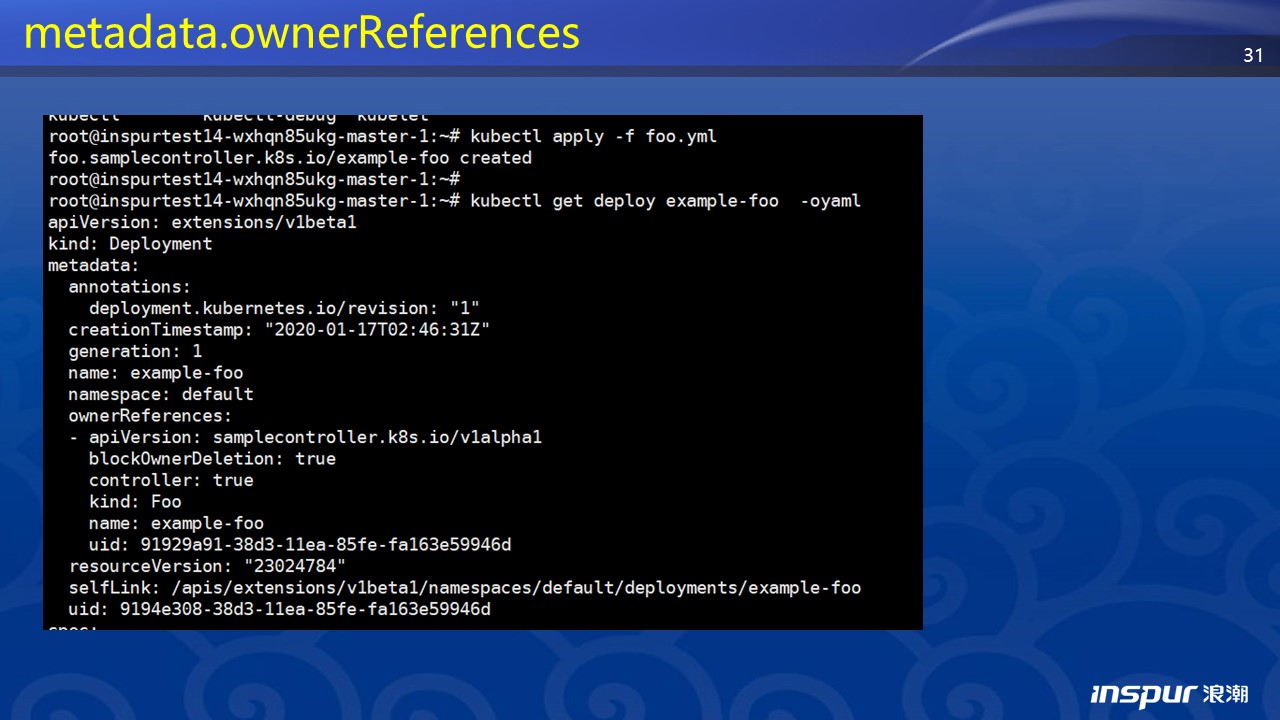 metadata.ownerReferences
31
kubectl kubectl-debug kubelet
root@inspurtest14-wxhqn85ukg-master-1:~# kubectl apply -f foo.yml
foo.samplecontroller.k8s.io/example-foo created
root@inspurtest14-wxhqn85ukg-master-1:~#
root@inspurtest14-wxhqn85ukg-master-1:~# kubectl get deploy example-foo  -oyaml
apiVersion: extensions/v1beta1
kind: Deployment
metadata:
  annotations:
    deployment.kubernetes.io/revision: "1"
  creationTimestamp: "2020-01-17T02:46:31Z"
  generation: 1
  name: example-foo
  namespace: default
  ownerReferences:
  - apiVersion: samplecontroller.k8s.io/v1alpha1
    blockOwnerDeletion: true
    controller: true
    kind: Foo
    name: example-foo
    uid: 91929a91-38d3-11ea-85fe-fa163e59946d
  resourceVersion: "23024784"
  selfLink: /apis/extensions/v1beta1/namespaces/default/deployments/example-foo
  uid: 9194e308-38d3-11ea-85fe-fa163e59946d
spec:
inspur 浪潮